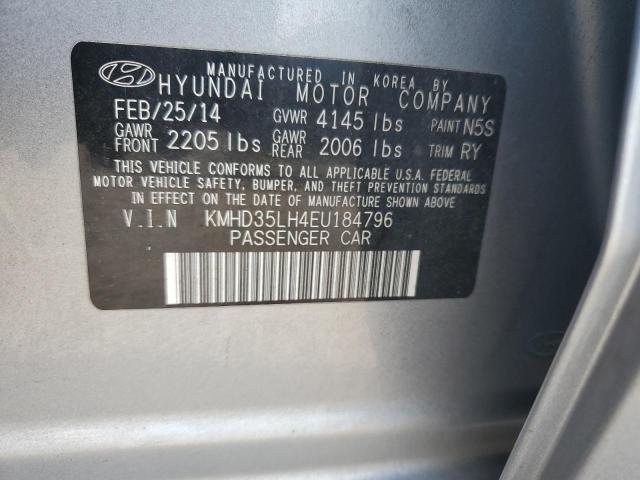 MANUFACTURED IN KOREA BY
HYUNDAI MOTOR COMPANY
FEB/25/14 GVWR 4145 lbs PAINT N5S
GAWR FRONT 2205 lbs GAWR REAR 2006 lbs TRIM RY
THIS VEHICLE CONFORMS TO ALL APPLICABLE U.S.A. FEDERAL
MOTOR VEHICLE SAFETY, BUMPER, AND THEFT PREVENTION STANDARDS
IN EFFECT ON THE DATE OF MANUFACTURE SHOWN ABOVE.
V.I.N KMHD35LH4EU184796
PASSENGER CAR